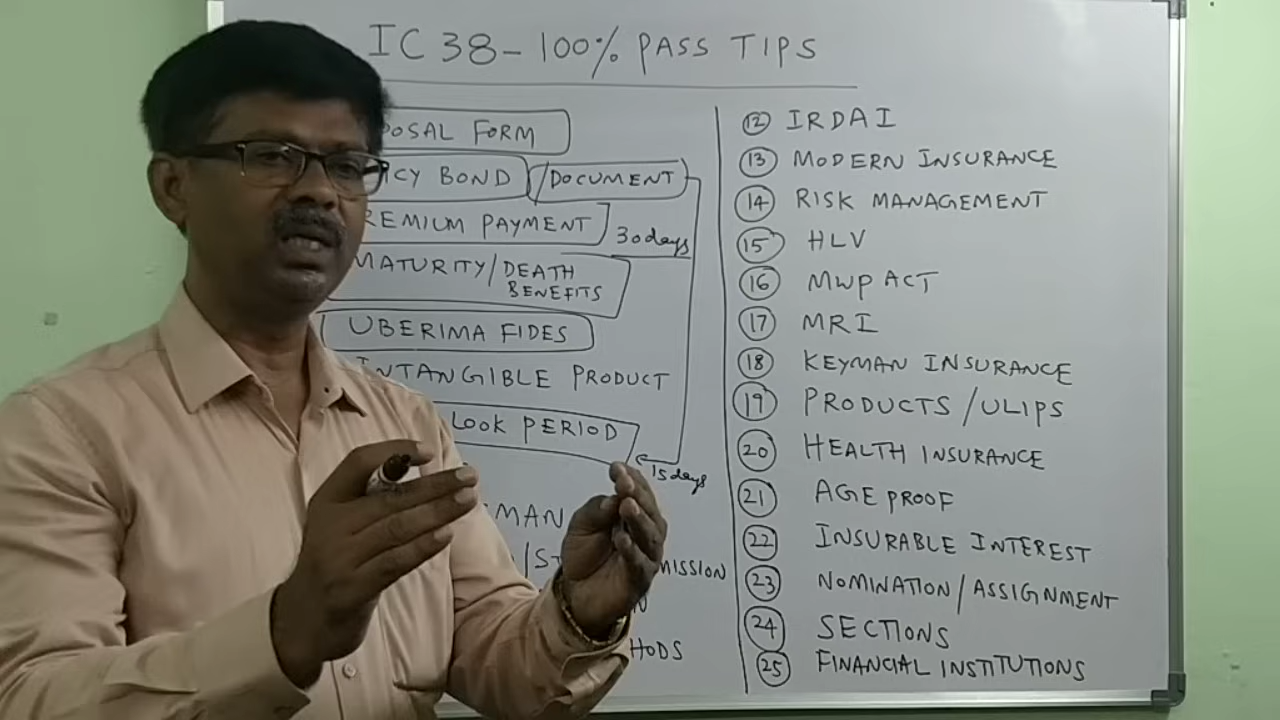 IC 38 - 100% PASS TIPS
POSAL FORM
CY BOND /DOCUMENT
REMIUM PAYMENT
30 days
MATURITY/DEATH
BENEFITS
UBERIMA FIDES
INTANGIBLE PRODUCT
LOOK PERIOD
15 days
MAN
MISSION
HODS
12 IRDAI
13 MODERN INSURANCE
14 RISK MANAGEMENT
15 HLV
16 MWP ACT
17 MRI
18 KEYMAN INSURANCE
19 PRODUCTS /ULIPS
20 HEALTH INSURANCE
21 AGE PROOF
22 INSURABLE INTEREST
23 NOMINATION/ASSIGNMENT
24 SECTIONS
25 FINANCIAL INSTITUTIONS